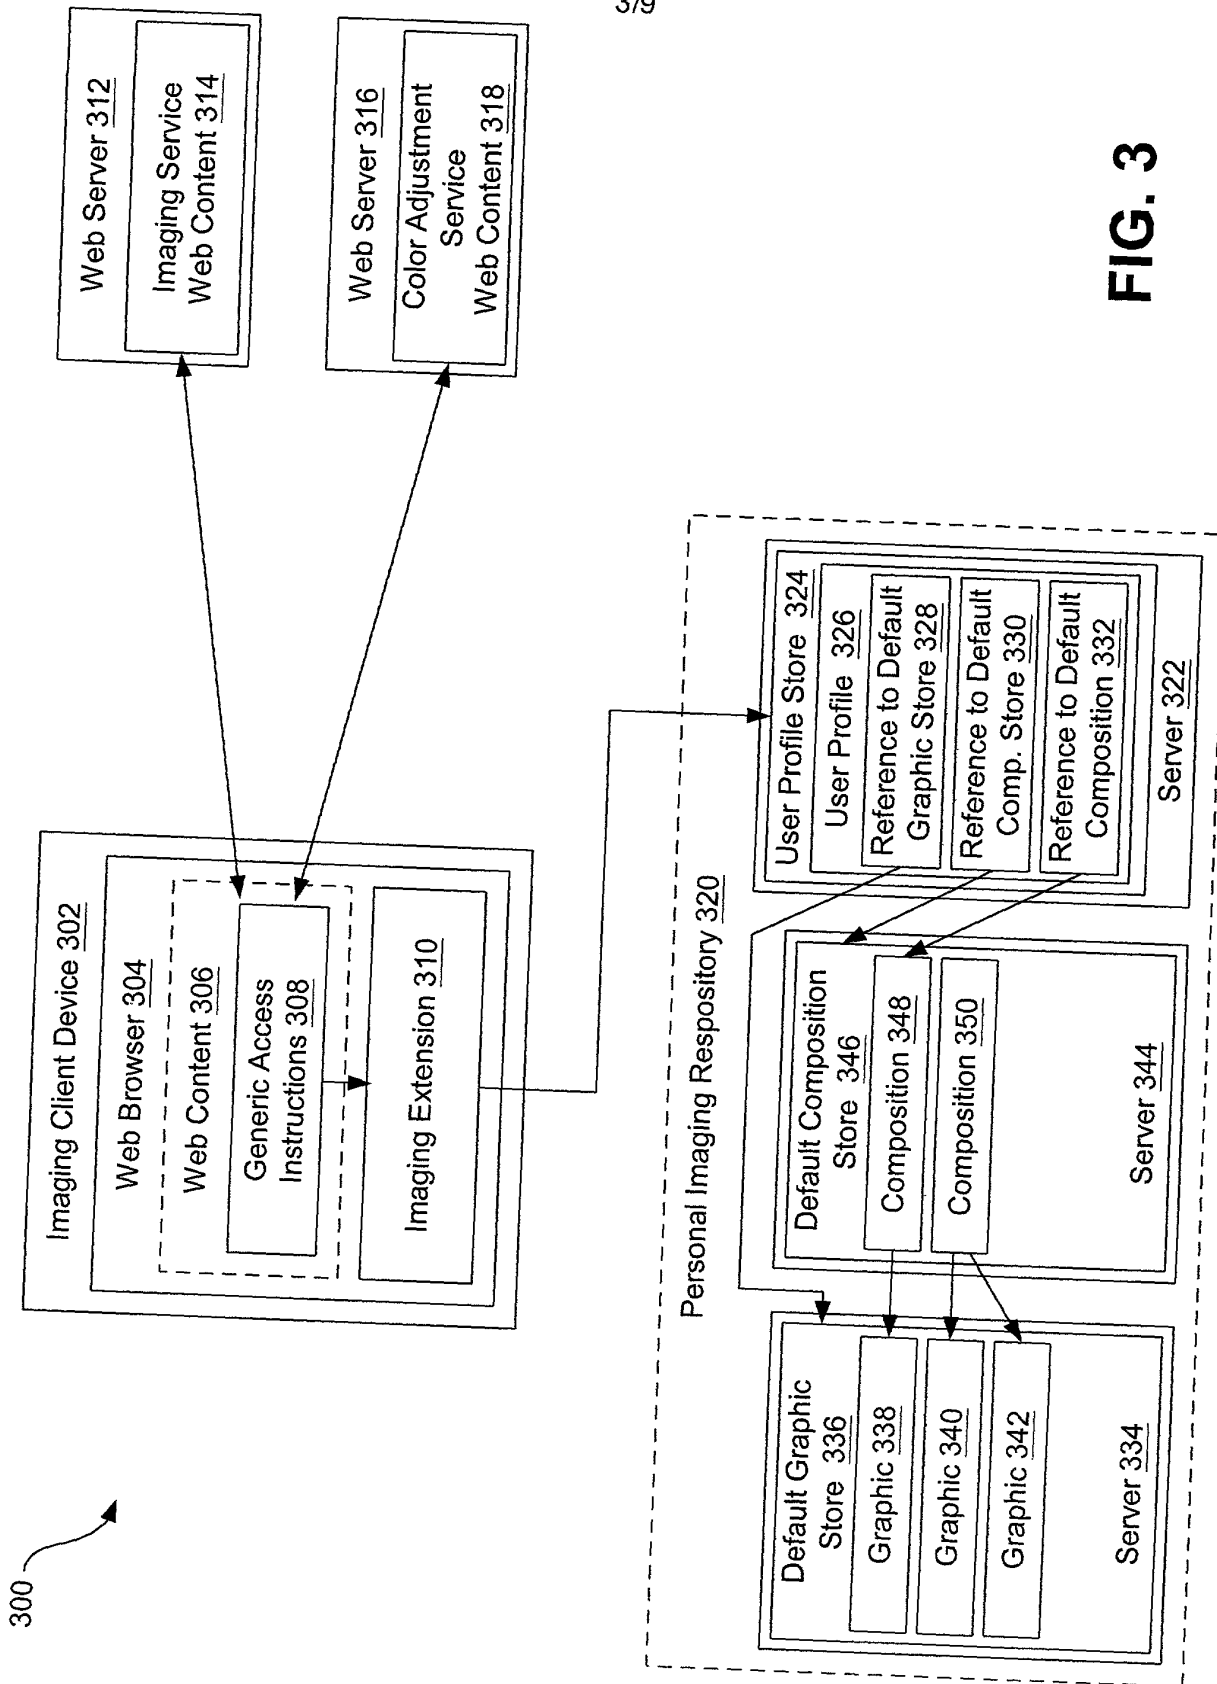 3/9
300
Imaging Client Device 302
Web Browser 304
Web Content 306
Generic Access
Instructions 308
Imaging Extension 310
Web Server 312
Imaging Service
Web Content 314
Web Server 316
Color Adjustment
Service
Web Content 318
Personal Imaging Respository 320
Default Graphic
Store 336
Graphic 338
Graphic 340
Graphic 342
Server 334
Default Composition
Store 346
Composition 348
Composition 350
Server 344
User Profile Store 324
User Profile 326
Reference to Default
Graphic Store 328
Reference to Default
Comp. Store 330
Reference to Default
Composition 332
Server 322
FIG. 3